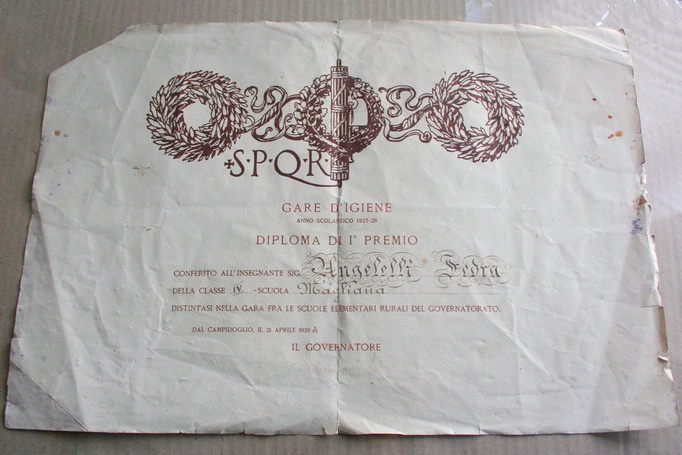 S·P·Q·R·
GARE D'IGIENE
ANNO SCOLASTICO 1927-28
DIPLOMA DI I° PREMIO
CONFERITO ALL'INSEGNANTE SIG. Angelelli Fedra
DELLA CLASSE IV - SCUOLA Magliana
DISTINTASI NELLA GARA FRA LE SCUOLE ELEMENTARI RURALI DEL GOVERNATORATO.
DAL CAMPIDOGLIO, IL 21 APRILE 1929
IL GOVERNATORE